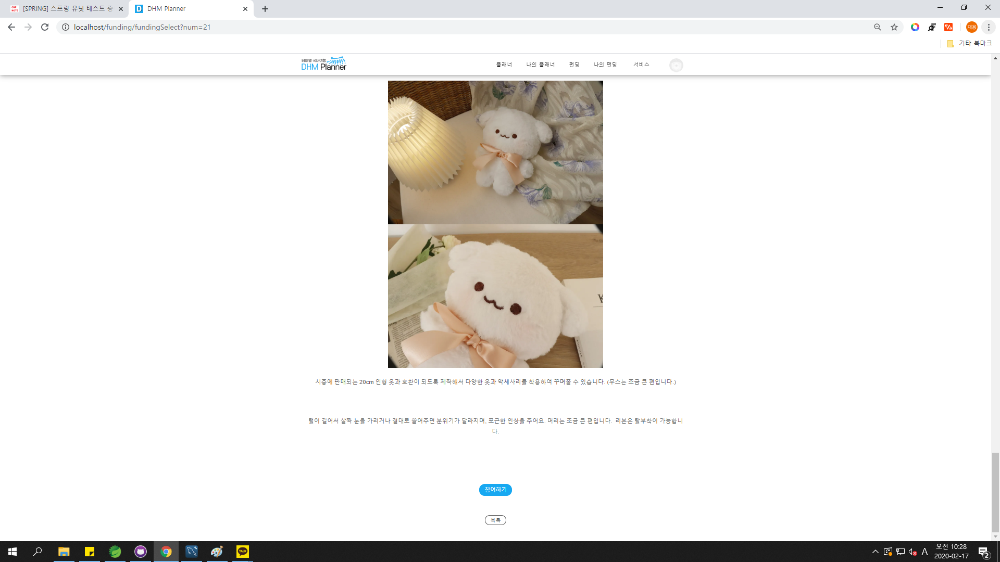 CNP
NOTE
[SPRING] 스프링 유닛 테스트 중
D
DHM Planner
localhost/funding/fundingSelect?num=21
재용
기타 북마크
테마별 국내여행
DHM Planner
플래너
나의 플래너
펀딩
나의 펀딩
서비스
K
시중에 판매되는 20cm 인형 옷과 호환이 되도록 제작해서 다양한 옷과 악세사리를 착용하여 꾸며줄 수 있습니다. (무스는 조금 큰 편입니다.)
털이 길어서 살짝 눈을 가리거나 결대로 쓸어주면 분위기가 달라지며, 포근한 인상을 주어요. 머리는 조금 큰 편입니다. 리본은 탈부착이 가능합니
다.
참여하기
목록
TALK
A
오전 10:28
2020-02-17
2